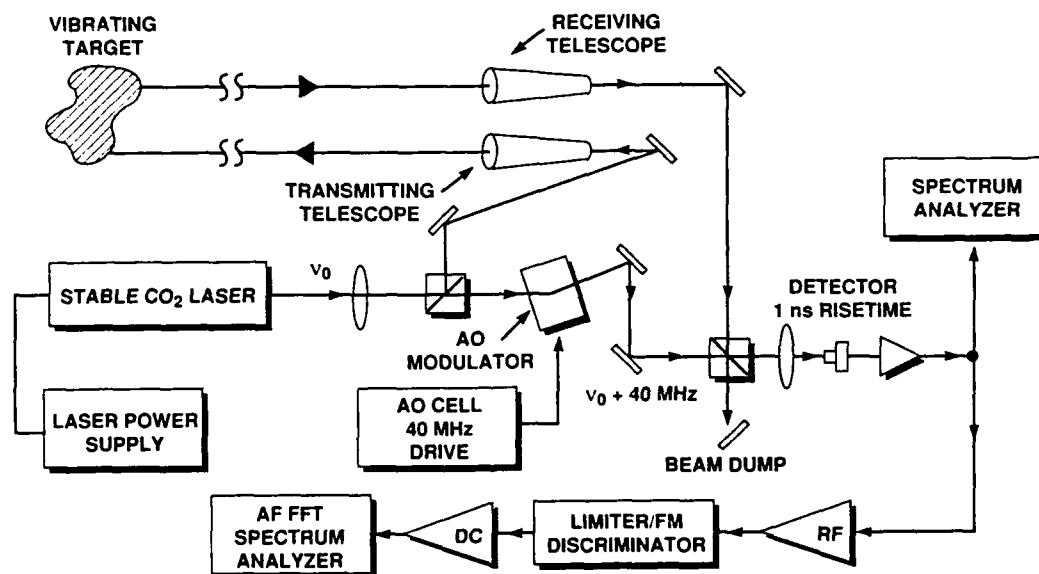 VIBRATING
TARGET
RECEIVING
TELESCOPE
TRANSMITTING
TELESCOPE
SPECTRUM
ANALYZER
STABLE CO₂ LASER
ν₀
AO
MODULATOR
DETECTOR
1 ns RISETIME
LASER POWER
SUPPLY
AO CELL
40 MHz
DRIVE
ν₀ + 40 MHz
BEAM DUMP
AF FFT
SPECTRUM
ANALYZER
DC
LIMITER/FM
DISCRIMINATOR
RF